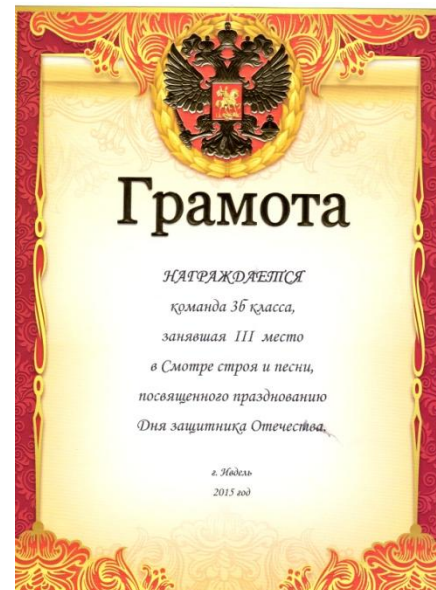 Грамота
НАГРАЖДАЕТСЯ
команда 3б класса,
занявшая III место
в Смотре строя и песни,
посвященного празднованию
Дня защитника Отечества.
г. Ивдель
2015 год